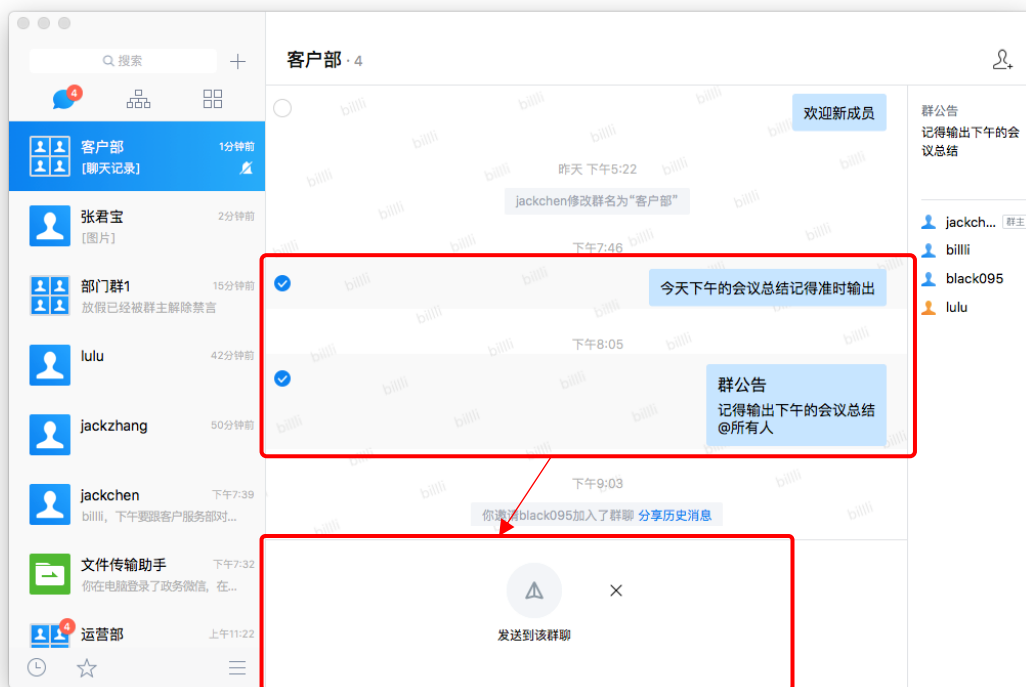 搜索
4
客户部
1分钟前
[聊天记录]
张君宝
2分钟前
[图片]
部门群1
15分钟前
放假已经被群主解除禁言
lulu
42分钟前
jackzhang
50分钟前
jackchen
下午7:39
billli，下午要跟客户服务部对...
文件传输助手
下午7:32
你在电脑登录了政务微信，在...
4
运营部
上午11:22
客户部 · 4
欢迎新成员
昨天 下午5:22
jackchen修改群名为“客户部”
下午7:46
今天下午的会议总结记得准时输出
下午8:05
群公告
记得输出下午的会议总结
@所有人
下午9:03
你邀请black095加入了群聊 分享历史消息
发送到该群聊
群公告
记得输出下午的会
议总结
jackch... 群主
billli
black095
lulu
billli